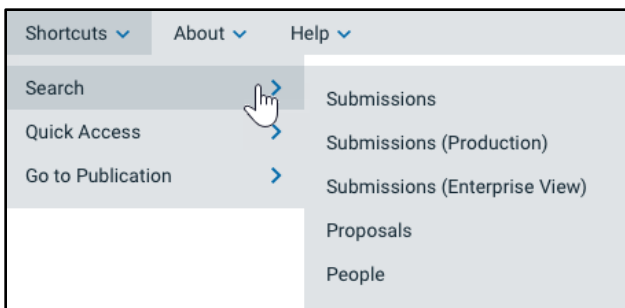 Shortcuts About Help
Search
Quick Access
Go to Publication
Submissions
Submissions (Production)
Submissions (Enterprise View)
Proposals
People